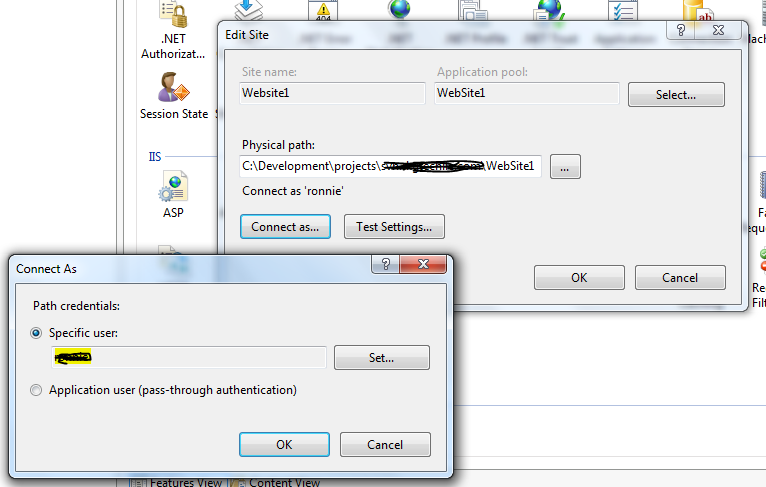 .NET
Authorizat...
Session State
IIS
ASP
Edit Site
Site name:
Application pool:
Website1
WebSite1
Select...
Physical path:
C:\Development\projects\ \WebSite1
...
Connect as 'ronnie'
Connect as...
Test Settings...
OK
Cancel
Connect As
Path credentials:
Specific user:
Set...
Application user (pass-through authentication)
OK
Cancel
Features View
Content View